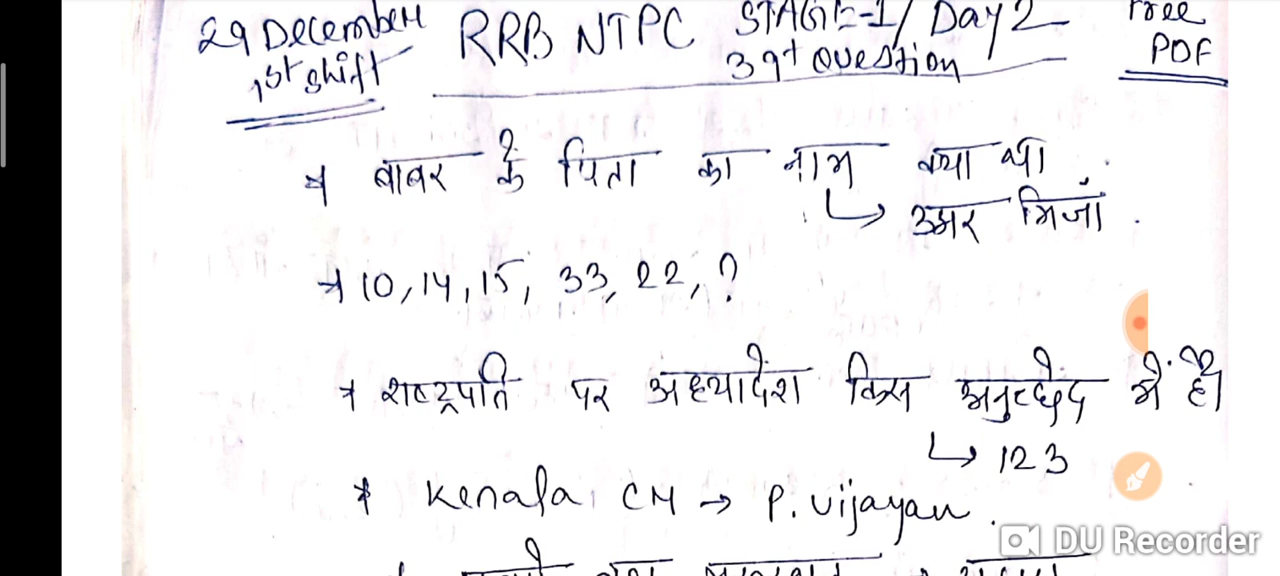 29 December RRB NTPC STAGE-1/ Day 2 Free
1st shift 39+ Question PDF
* बाबर के पिता का नाम क्या था
↳ उमर मिर्जा .
→ 10, 14, 15, 33, 22, ?
* राष्ट्रपति पर अध्यादेश किस अनुच्छेद में है
↳ 123
* Kerala CM → P. Vijayan .
DU Recorder